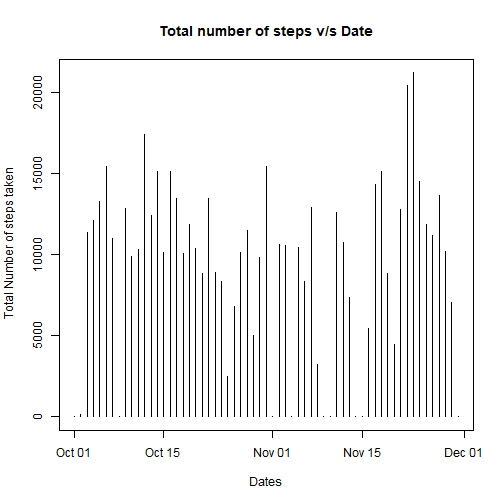 Total number of steps v/s Date
Total Number of steps taken
20000
15000
10000
5000
0
Oct 01
Oct 15
Nov 01
Nov 15
Dec 01
Dates